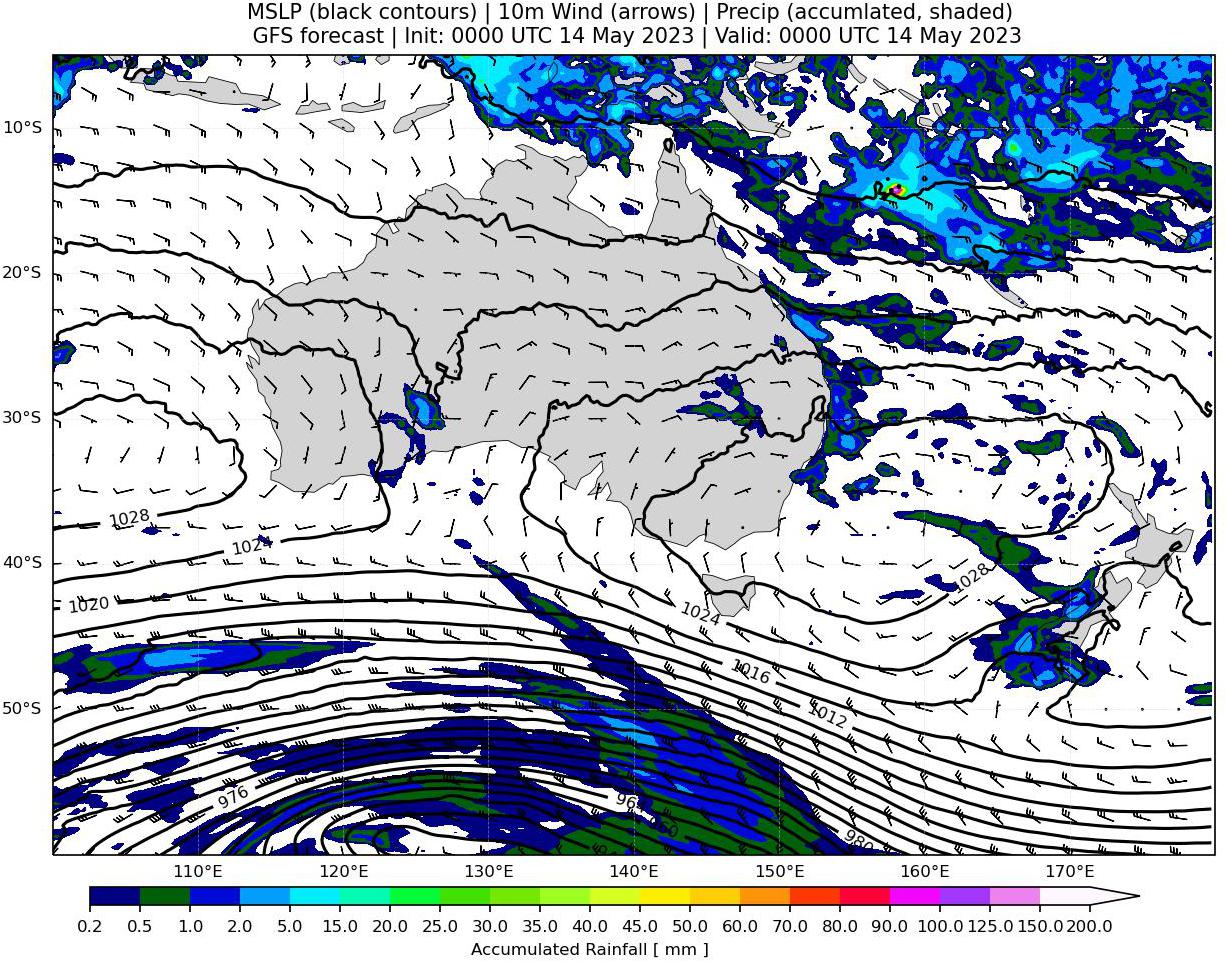 MSLP (black contours) | 10m Wind (arrows) | Precip (accumlated, shaded)
GFS forecast | Init: 0000 UTC 14 May 2023 | Valid: 0000 UTC 14 May 2023
10°S
20°S
30°S
1028
1024
40°S
1028
1020
1024
1016
50°S
1012
976
960
980
110°E
120°E
130°E
140°E
150°E
160°E
170°E
0.2 0.5 1.0 2.0 5.0 10.0 15.0 20.0 25.0 30.0 35.0 40.0 45.0 50.0 60.0 70.0 80.0 90.0 100.0 125.0 150.0 200.0
Accumulated Rainfall [ mm ]